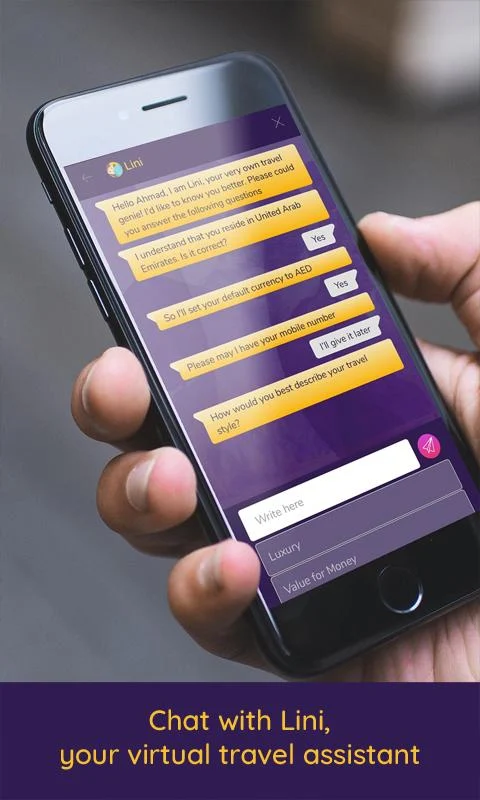 Lini
Hello Ahmad, I am Lini, your very own travel
genie! I'd like to know you better. Please could
you answer the following questions
I understand that you reside in United Arab
Emirates. Is it correct?
Yes
So I'll set your default currency to AED
Yes
Please may I have your mobile number
I'll give it later
How would you best describe your travel
style?
Write here
Luxury
Value for Money
Chat with Lini,
your virtual travel assistant